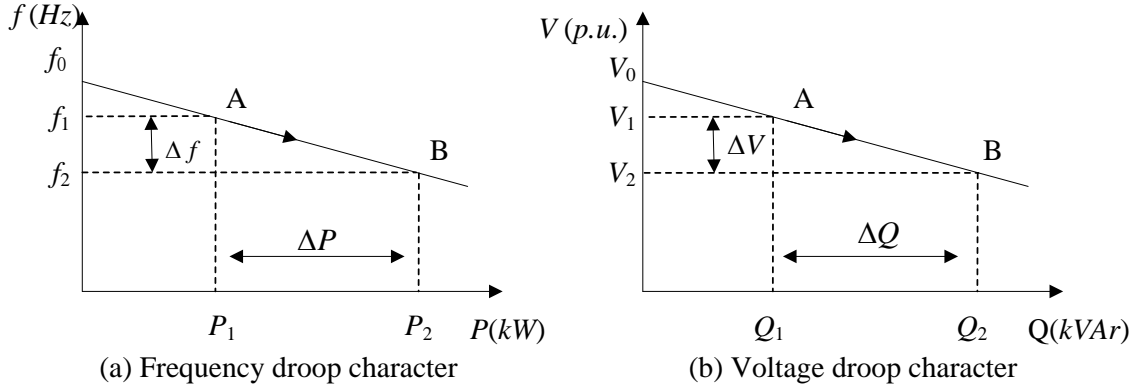 f (Hz)
f0
A
f1
Δ f
B
f2
ΔP
P1
P2
P(kW)
(a) Frequency droop character
V (p.u.)
V0
A
V1
ΔV
B
V2
ΔQ
Q1
Q2
Q(kVAr)
(b) Voltage droop character